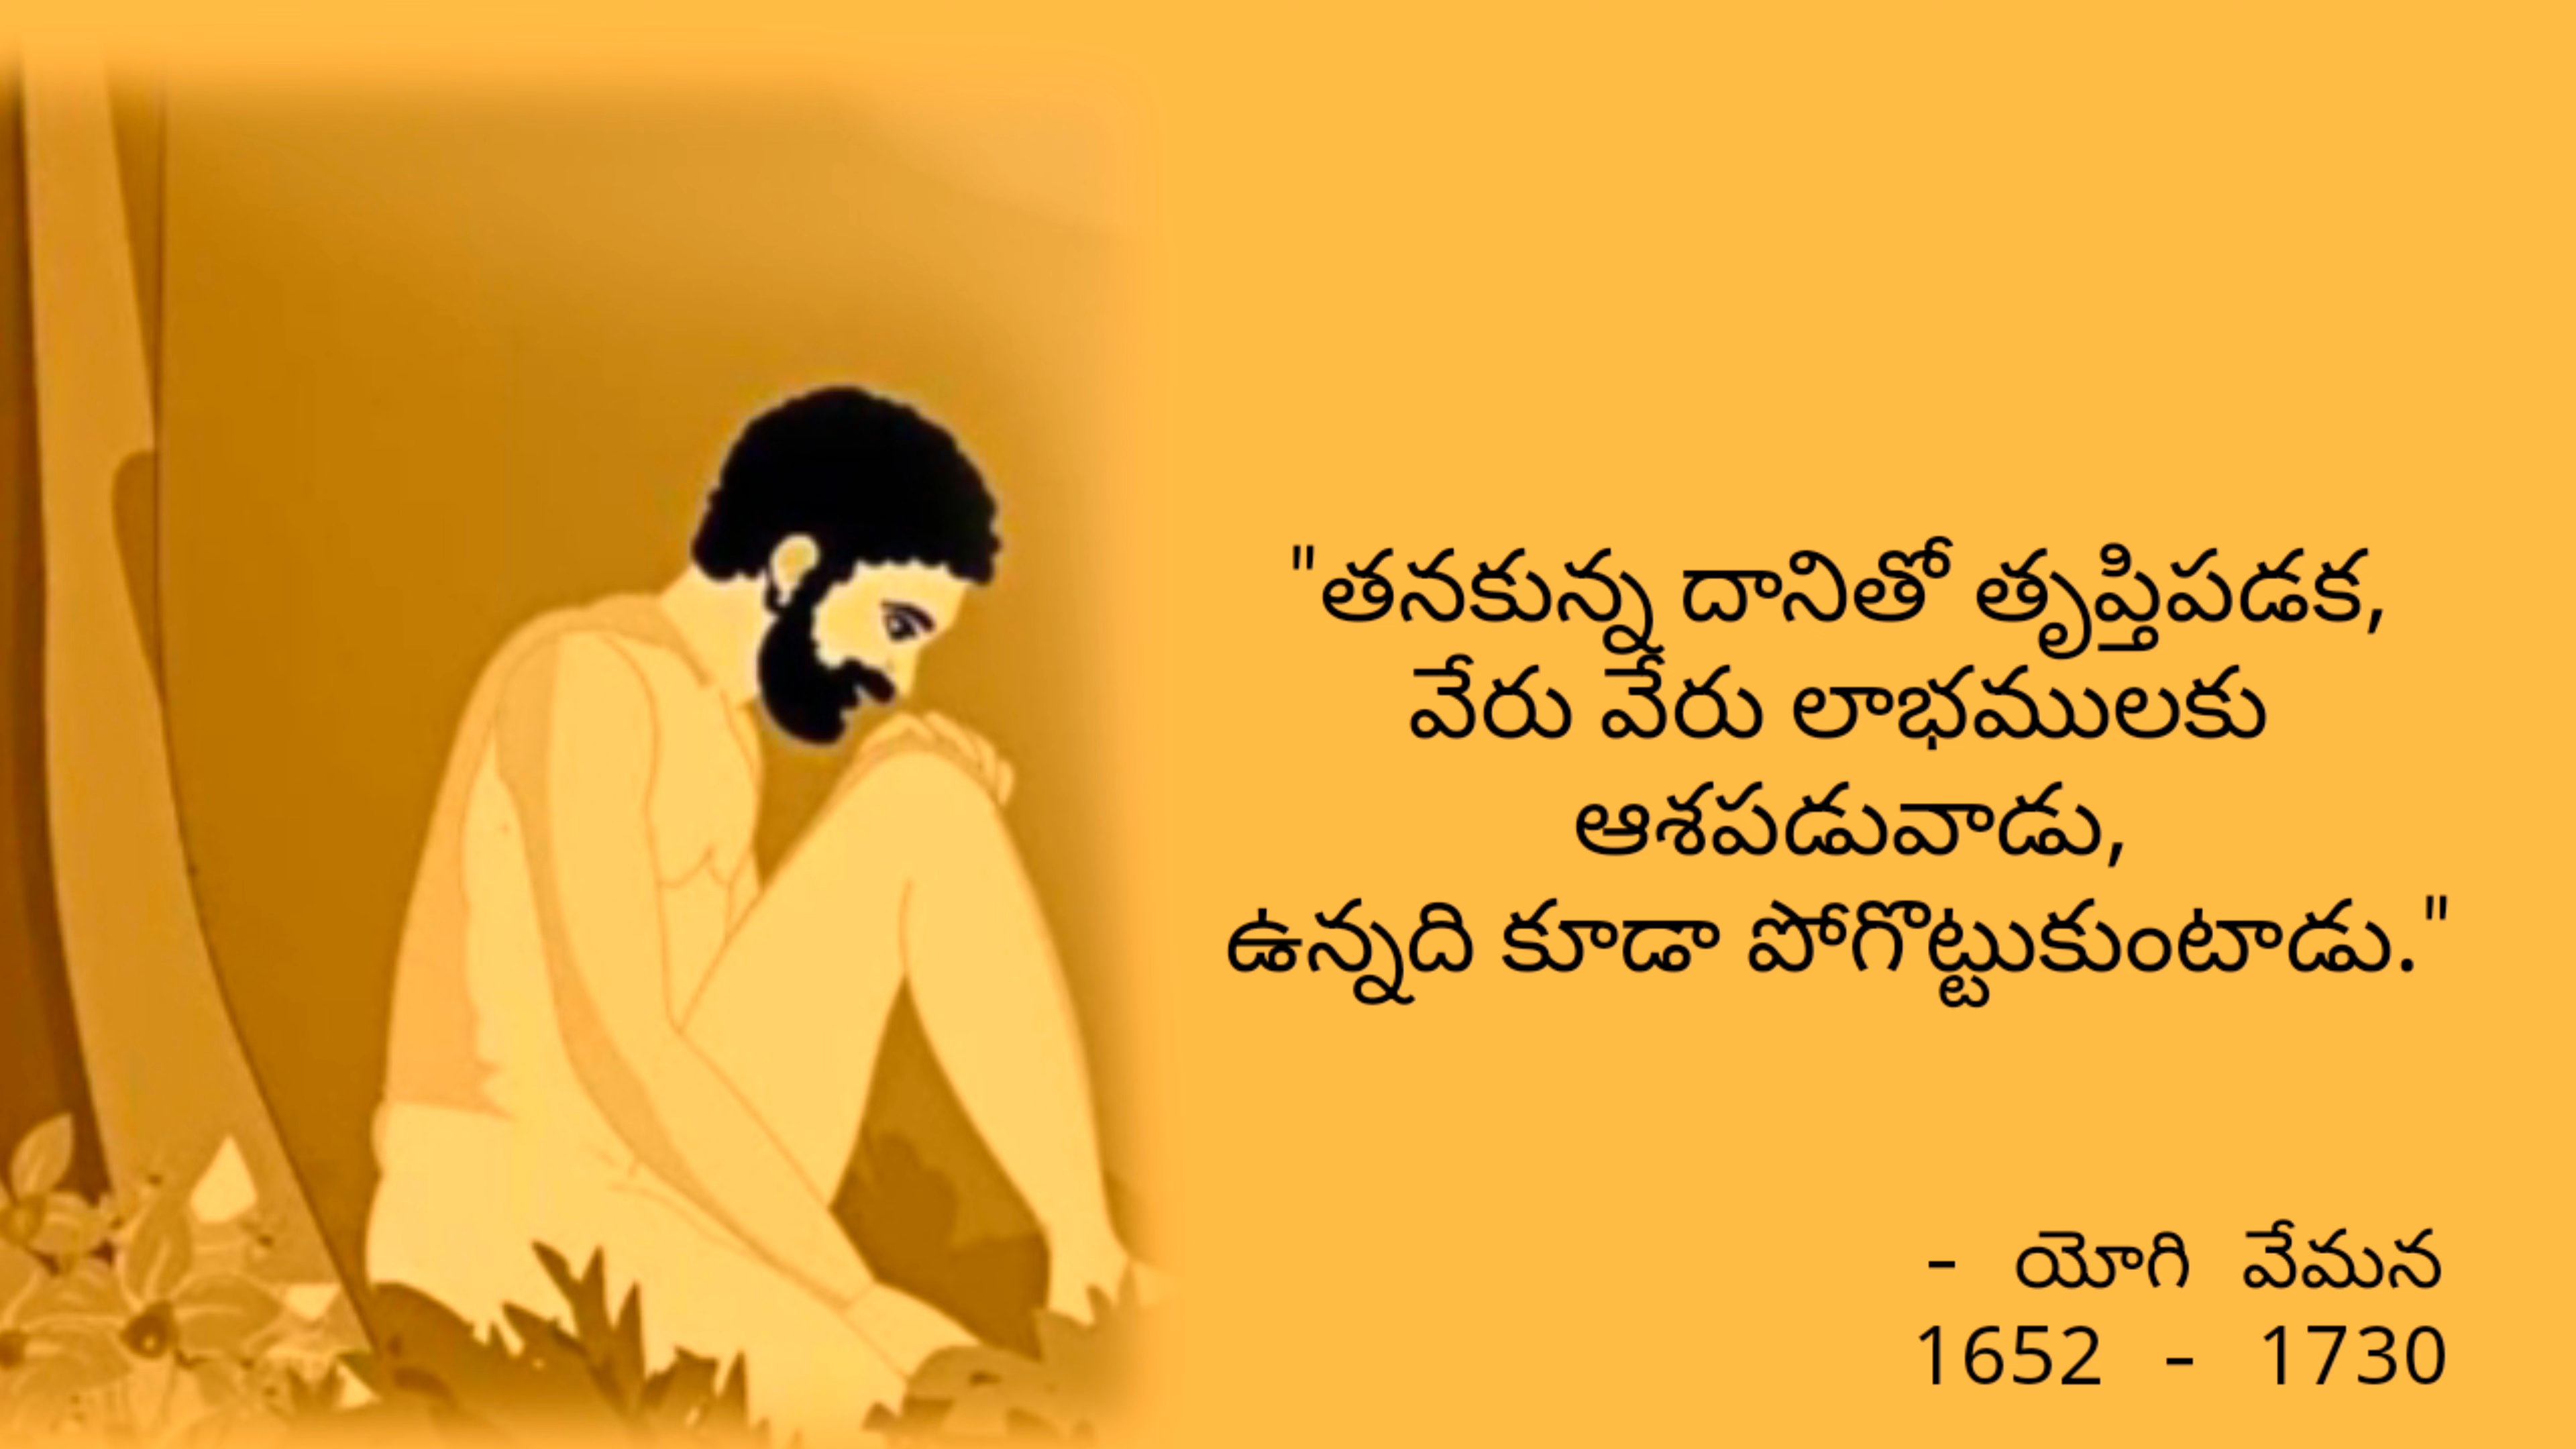 "తనకున్న దానితో తృప్తిపడక,
వేరు వేరు లాభములకు
ఆశపడువాడు,
ఉన్నది కూడా పోగొట్టుకుంటాడు."
- యోగి వేమన
1652 - 1730